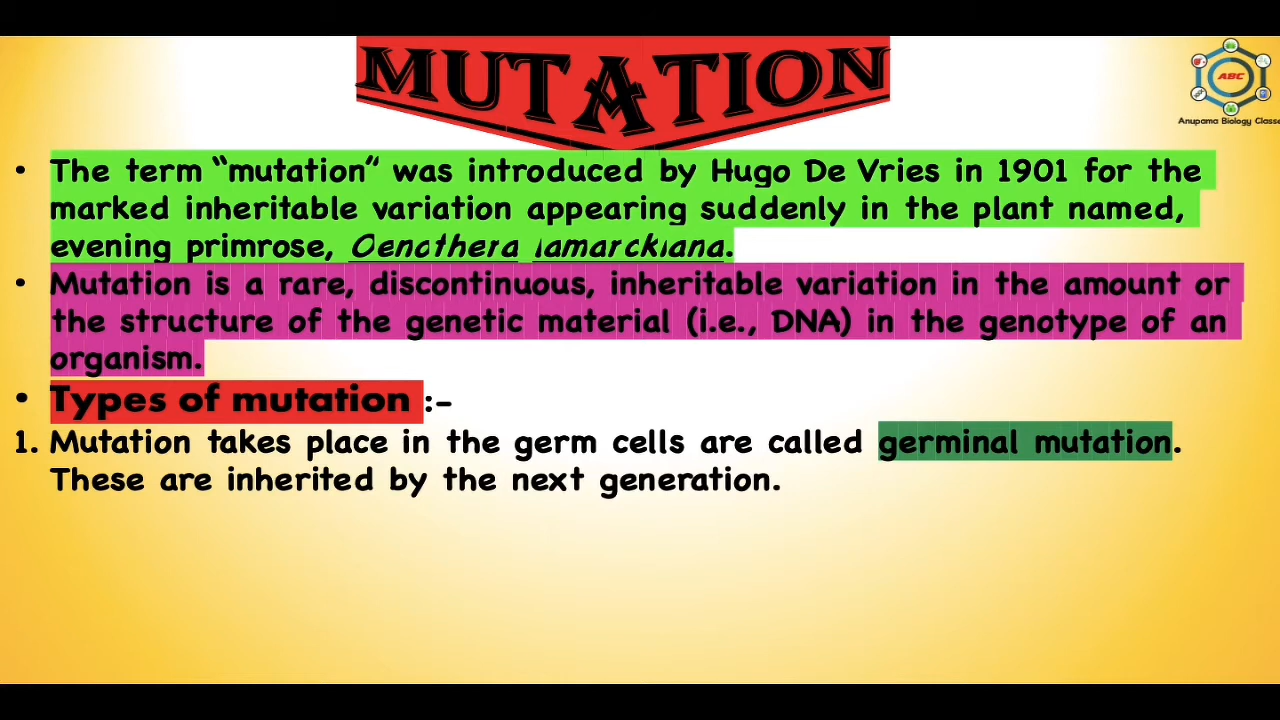 MUTATION
ABC
Anupama Biology Classe
• The term “mutation” was introduced by Hugo De Vries in 1901 for the
marked inheritable variation appearing suddenly in the plant named,
evening primrose, Oenothera lamarckiana.
• Mutation is a rare, discontinuous, inheritable variation in the amount or
the structure of the genetic material (i.e., DNA) in the genotype of an
organism.
• Types of mutation :-
1. Mutation takes place in the germ cells are called germinal mutation.
These are inherited by the next generation.